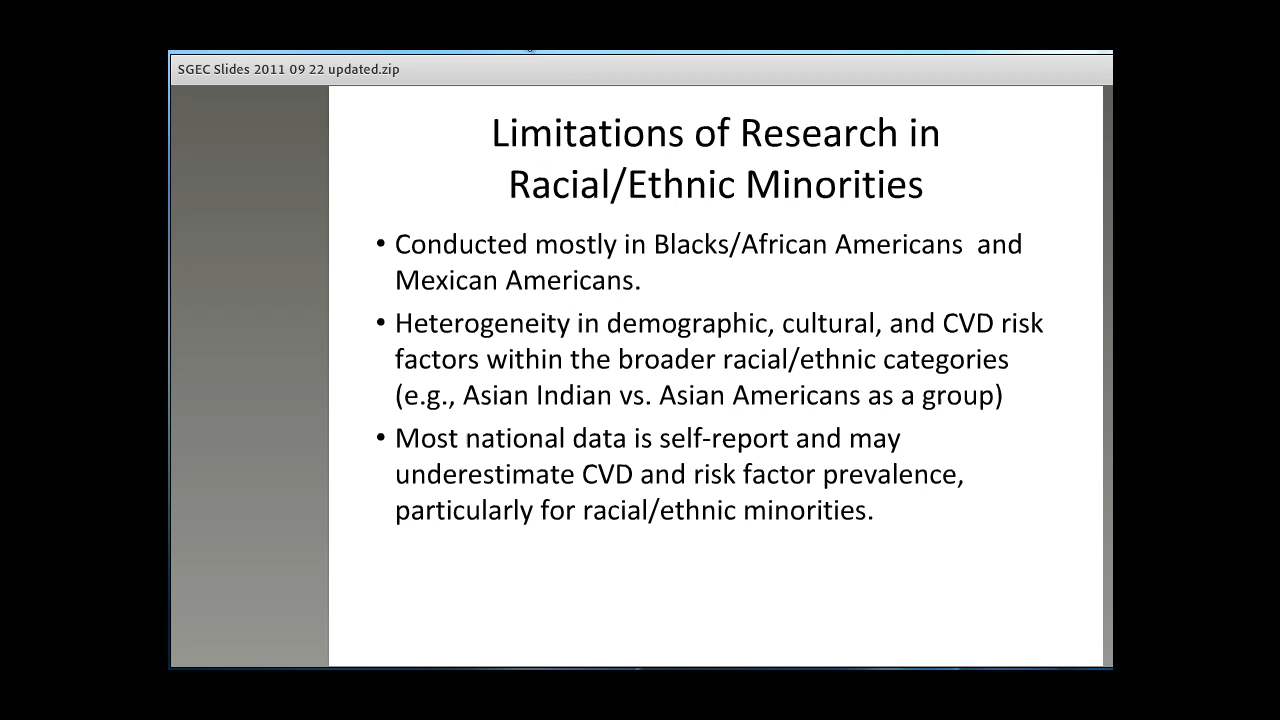 SGEC Slides 2011 09 22 updated.zip
Limitations of Research in
Racial/Ethnic Minorities
• Conducted mostly in Blacks/African Americans  and
Mexican Americans.
• Heterogeneity in demographic, cultural, and CVD risk
factors within the broader racial/ethnic categories
(e.g., Asian Indian vs. Asian Americans as a group)
• Most national data is self-report and may
underestimate CVD and risk factor prevalence,
particularly for racial/ethnic minorities.